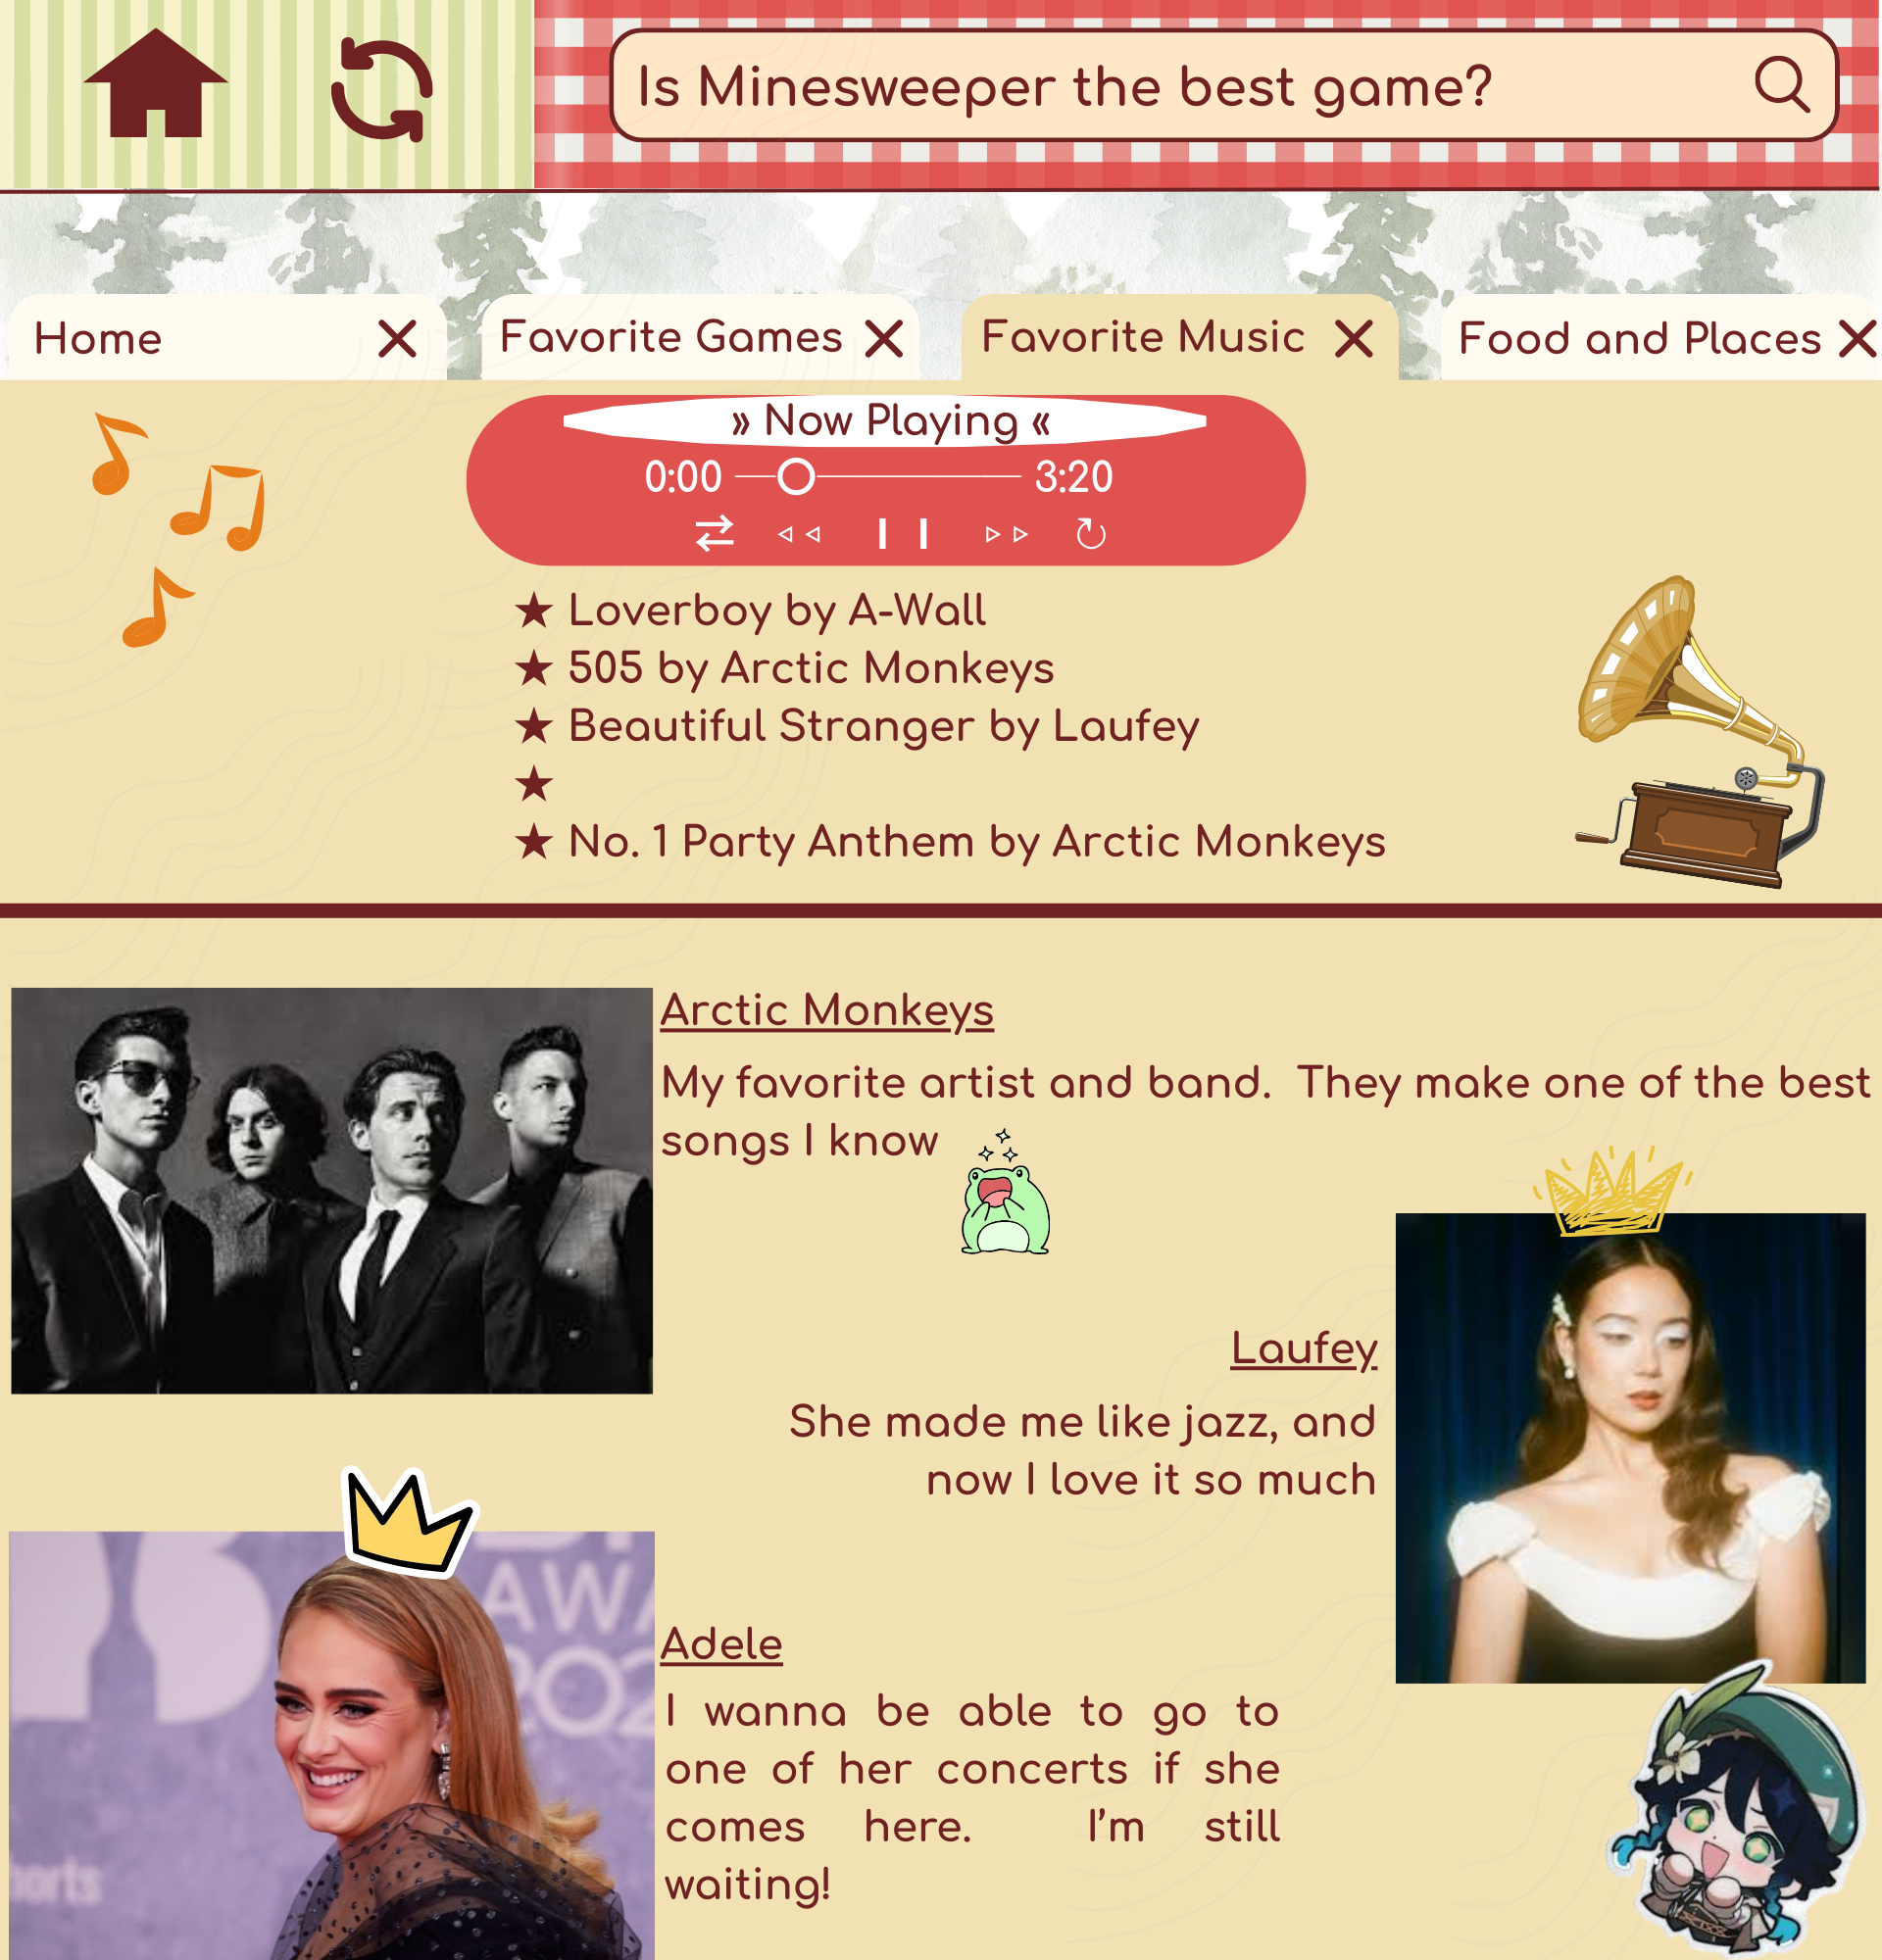 Is Minesweeper the best game?
Home
Favorite Games
Favorite Music
Food and Places
» Now Playing «
0:00
3:20
★ Loverboy by A-Wall
★ 505 by Arctic Monkeys
★ Beautiful Stranger by Laufey
★
★ No. 1 Party Anthem by Arctic Monkeys
Arctic Monkeys
My favorite artist and band. They make one of the best
songs I know
Laufey
She made me like jazz, and
now I love it so much
B
AWA
202
horts
Adele
I wanna be able to go to
one of her concerts if she
comes here. I'm still
waiting!